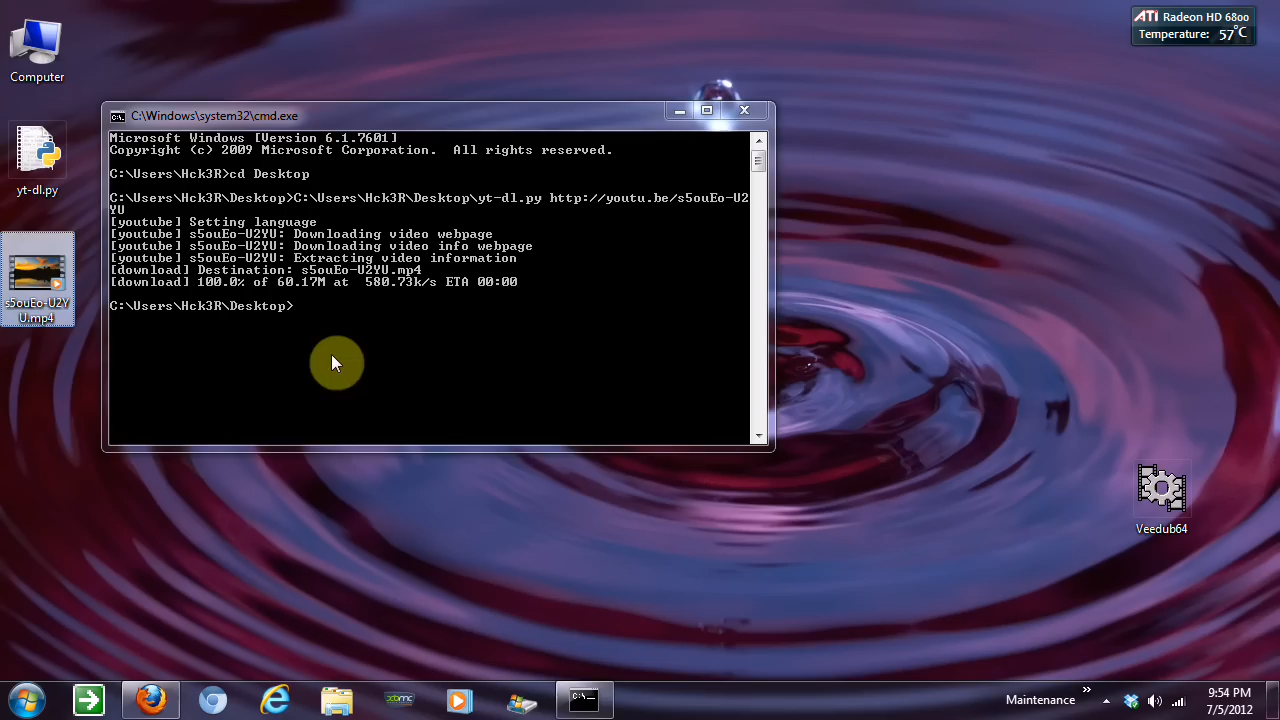 ATI Radeon HD 6800
Temperature: 57°C
Computer
yt-dl.py
s5ouEo-U2Y
U.mp4
C:\Windows\system32\cmd.exe
Microsoft Windows [Version 6.1.7601]
Copyright (c) 2009 Microsoft Corporation.  All rights reserved.
C:\Users\Hck3R>cd Desktop
C:\Users\Hck3R\Desktop>C:\Users\Hck3R\Desktop\yt-dl.py http://youtu.be/s5ouEo-U2
YU
[youtube] Setting language
[youtube] s5ouEo-U2YU: Downloading video webpage
[youtube] s5ouEo-U2YU: Downloading video info webpage
[youtube] s5ouEo-U2YU: Extracting video information
[download] Destination: s5ouEo-U2YU.mp4
[download] 100.0% of 60.17M at  580.73k/s ETA 00:00
C:\Users\Hck3R\Desktop>
Veedub64
xbmc
C:\
Maintenance
9:54 PM
7/5/2012